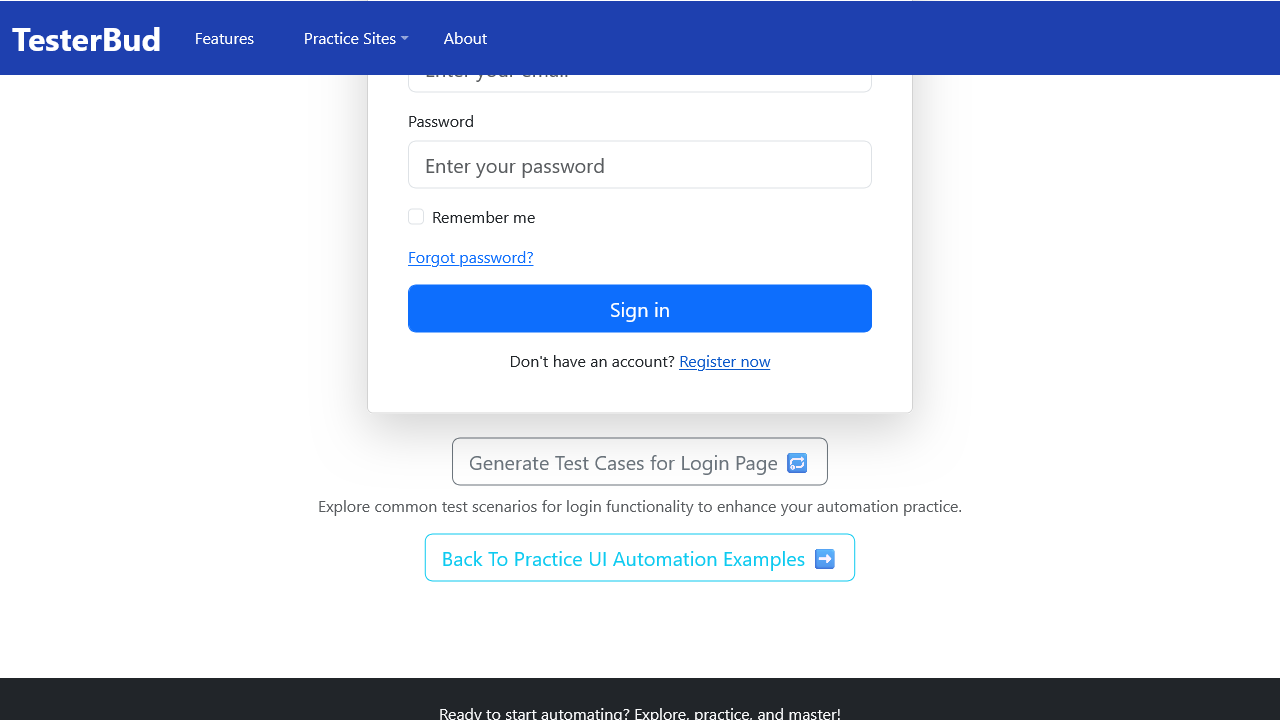 TesterBud
Features
Practice Sites
About
Enter your email
Password
Enter your password
Remember me
Forgot password?
Sign in
Don't have an account? Register now
Generate Test Cases for Login Page
Explore common test scenarios for login functionality to enhance your automation practice.
Back To Practice UI Automation Examples
Ready to start automating? Explore, practice, and master!